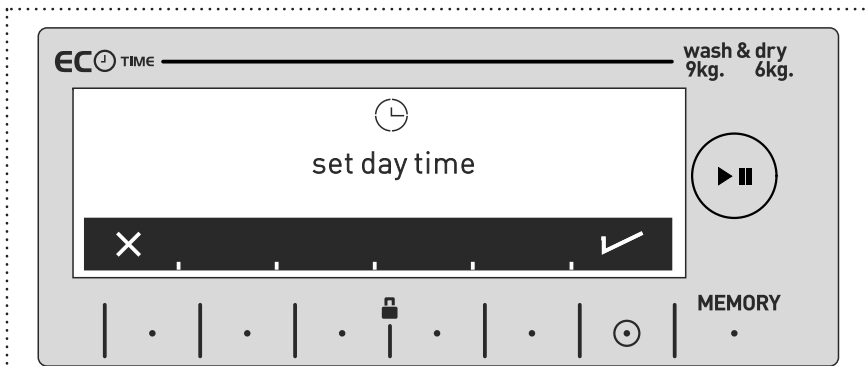 ECO TIME
wash & dry
9kg. 6kg.
set day time
MEMORY